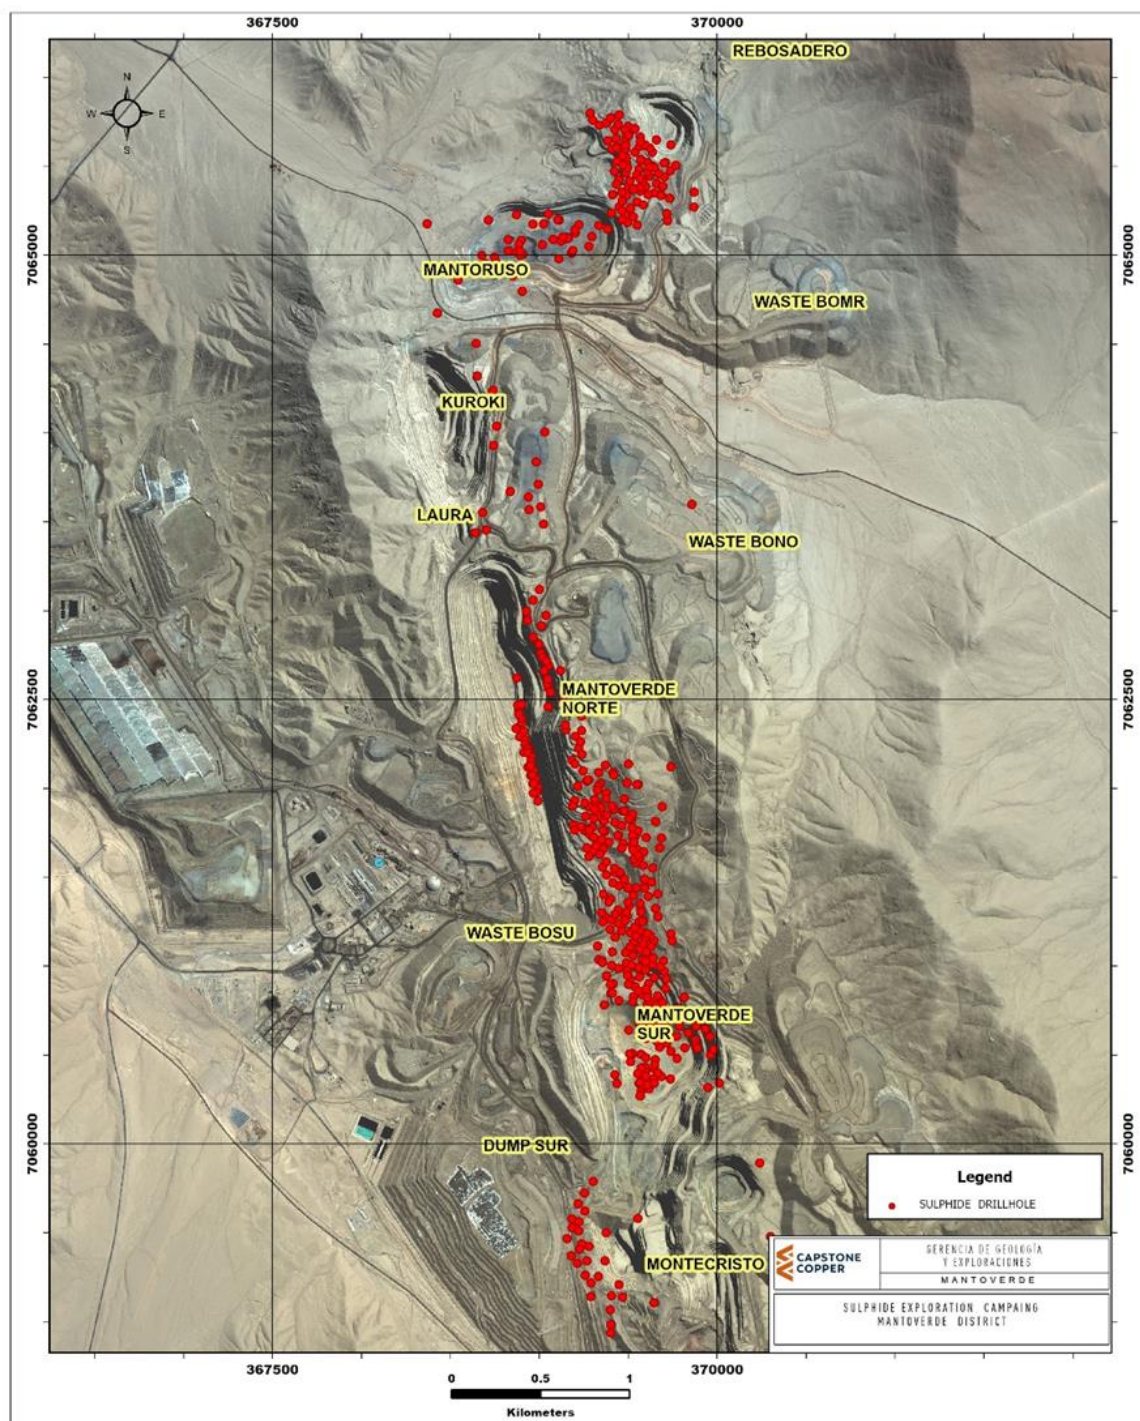 367500
370000
REBOSADERO
N
W
E
S
7065000
7065000
MANTORUSO
WASTE BOMR
KUROKI
LAURA
WASTE BONO
7062500
7062500
MANTOVERDE
NORTE
WASTE BOSU
MANTOVERDE
SUR
7060000
7060000
DUMP SUR
Legend
SULPHIDE DRILLHOLE
MONTECRISTO
CAPSTONE
COPPER
GERENCIA DE GEOLOGÍA
Y EXPLORACIONES
MANTOVERDE
SULPHIDE EXPLORATION CAMPAING
MANTOVERDE DISTRICT
367500
370000
0
0.5
1
Kilometers